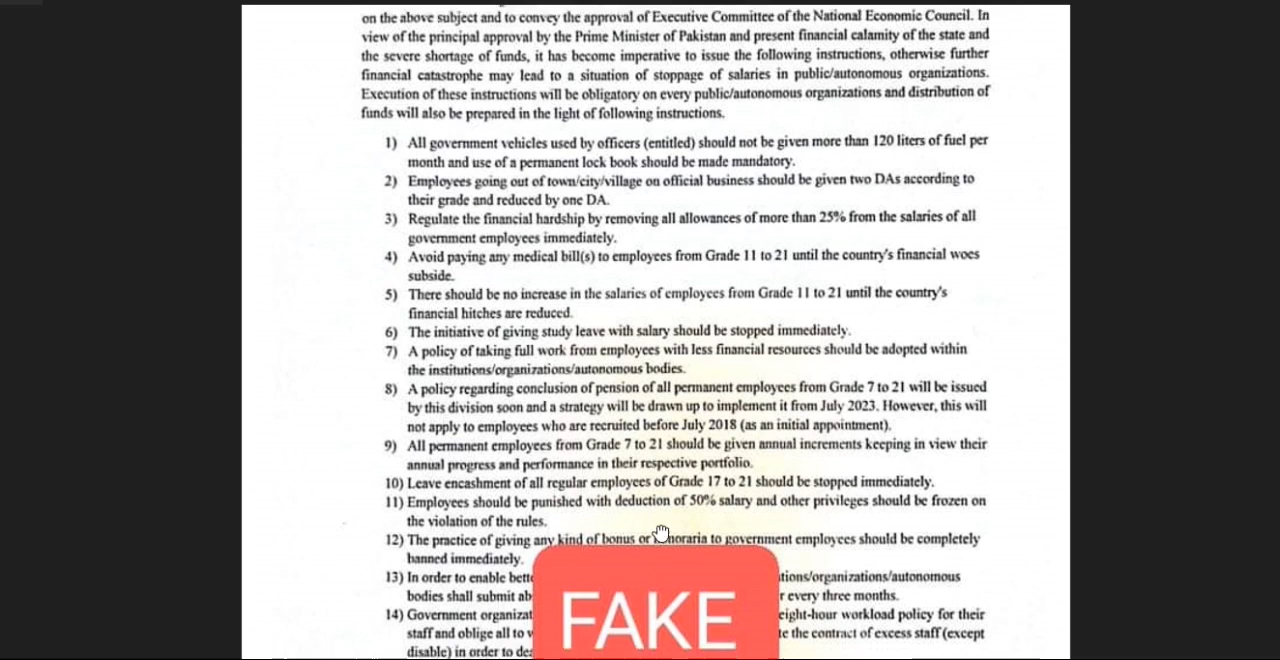 on the above subject and to convey the approval of Executive Committee of the National Economic Council. In
view of the principal approval by the Prime Minister of Pakistan and present financial calamity of the state and
the severe shortage of funds, it has become imperative to issue the following instructions, otherwise further
financial catastrophe may lead to a situation of stoppage of salaries in public/autonomous organizations.
Execution of these instructions will be obligatory on every public/autonomous organizations and distribution of
funds will also be prepared in the light of following instructions.
1) All government vehicles used by officers (entitled) should not be given more than 120 liters of fuel per
month and use of a permanent lock book should be made mandatory.
2) Employees going out of town/city/village on official business should be given two DAs according to
their grade and reduced by one DA.
3) Regulate the financial hardship by removing all allowances of more than 25% from the salaries of all
government employees immediately.
4) Avoid paying any medical bill(s) to employees from Grade 11 to 21 until the country's financial woes
subside.
5) There should be no increase in the salaries of employees from Grade 11 to 21 until the country's
financial hitches are reduced.
6) The initiative of giving study leave with salary should be stopped immediately.
7) A policy of taking full work from employees with less financial resources should be adopted within
the institutions/organizations/autonomous bodies.
8) A policy regarding conclusion of pension of all permanent employees from Grade 7 to 21 will be issued
by this division soon and a strategy will be drawn up to implement it from July 2023. However, this will
not apply to employees who are recruited before July 2018 (as an initial appointment).
9) All permanent employees from Grade 7 to 21 should be given annual increments keeping in view their
annual progress and performance in their respective portfolio.
10) Leave encashment of all regular employees of Grade 17 to 21 should be stopped immediately.
11) Employees should be punished with deduction of 50% salary and other privileges should be frozen on
the violation of the rules.
12) The practice of giving any kind of bonus or honoraria to government employees should be completely
banned immediately.
13) In order to enable tions/organizations/autonomous
bodies shall submit every three months.
14) Government eight-hour workload policy for their
staff and oblige all to the contract of excess staff (except
disable) in order to
FAKE